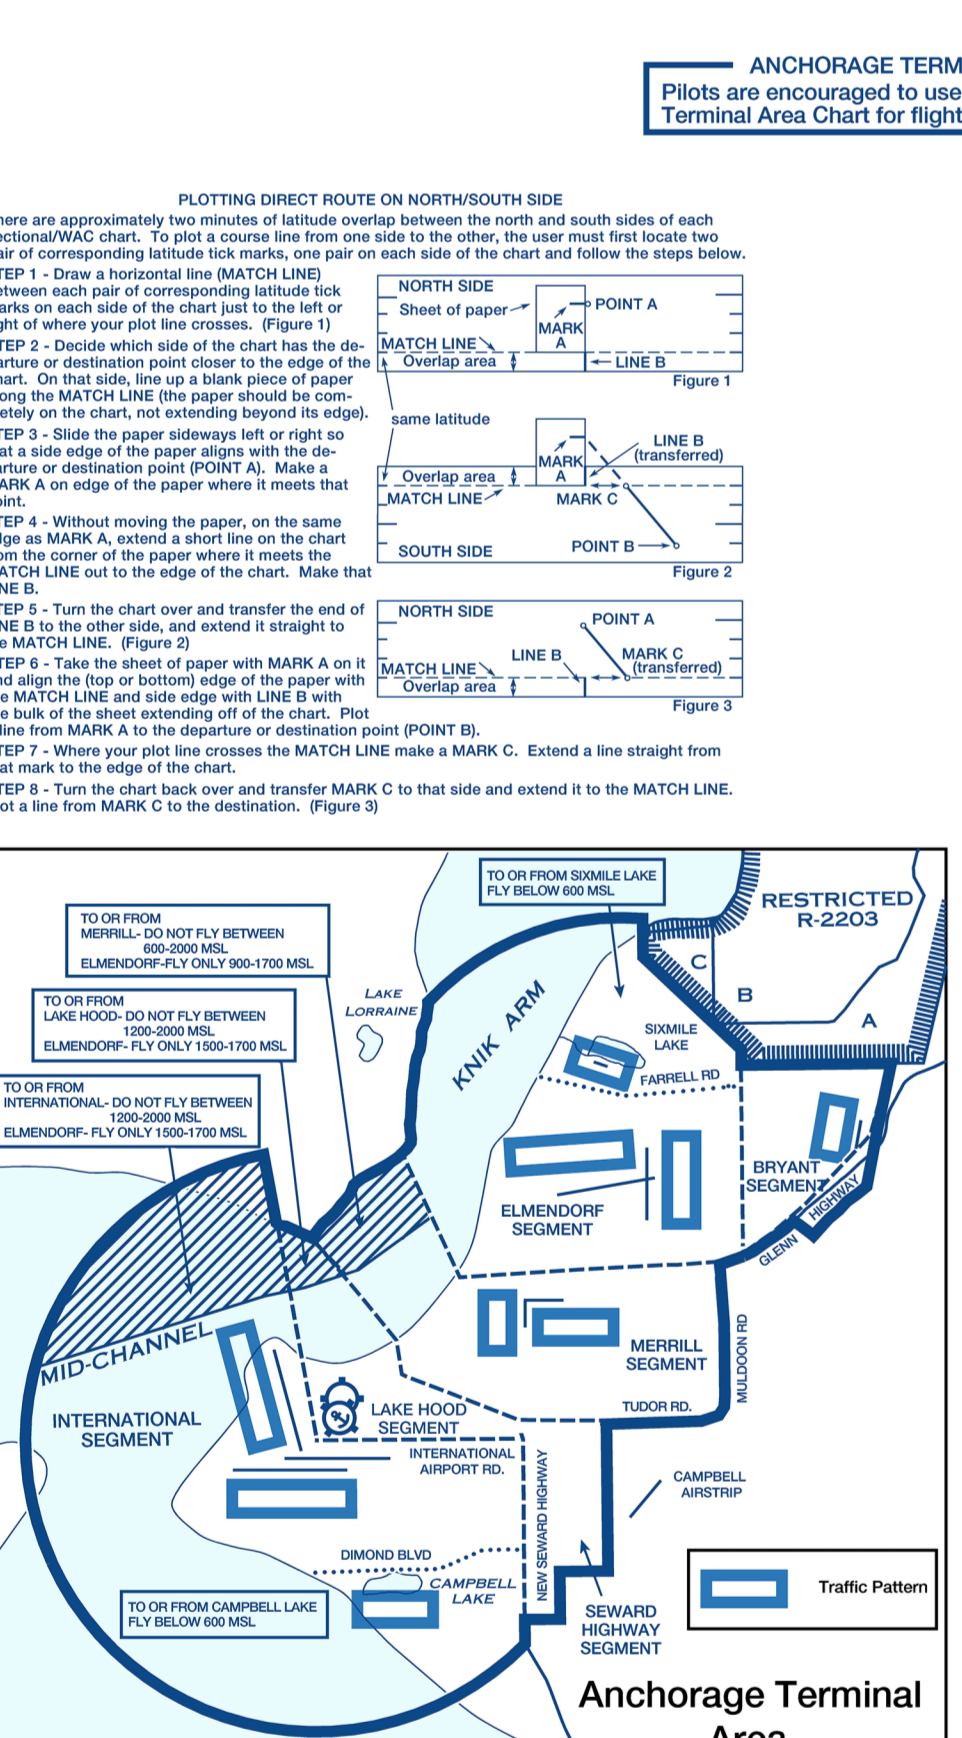 ANCHORAGE TERM
Pilots are encouraged to use
Terminal Area Chart for flight
PLOTTING DIRECT ROUTE ON NORTH/SOUTH SIDE
here are approximately two minutes of latitude overlap between the north and south sides of each
ectional/WAC chart. To plot a course line from one side to the other, the user must first locate two
air of corresponding latitude tick marks, one pair on each side of the chart and follow the steps below.
TEP 1 - Draw a horizontal line (MATCH LINE)
etween each pair of corresponding latitude tick
arks on each side of the chart just to the left or
ght of where your plot line crosses. (Figure 1)
TEP 2 - Decide which side of the chart has the de-
arture or destination point closer to the edge of the
hart. On that side, line up a blank piece of paper
ong the MATCH LINE (the paper should be com-
etely on the chart, not extending beyond its edge).
TEP 3 - Slide the paper sideways left or right so
at a side edge of the paper aligns with the de-
arture or destination point (POINT A). Make a
ARK A on edge of the paper where it meets that
oint.
TEP 4 - Without moving the paper, on the same
dge as MARK A, extend a short line on the chart
om the corner of the paper where it meets the
ATCH LINE out to the edge of the chart. Make that
NE B.
TEP 5 - Turn the chart over and transfer the end of
NE B to the other side, and extend it straight to
e MATCH LINE. (Figure 2)
TEP 6 - Take the sheet of paper with MARK A on it
nd align the (top or bottom) edge of the paper with
e MATCH LINE and side edge with LINE B with
e bulk of the sheet extending off of the chart. Plot
line from MARK A to the departure or destination point (POINT B).
TEP 7 - Where your plot line crosses the MATCH LINE make a MARK C. Extend a line straight from
at mark to the edge of the chart.
TEP 8 - Turn the chart back over and transfer MARK C to that side and extend it to the MATCH LINE.
ot a line from MARK C to the destination. (Figure 3)
NORTH SIDE
Sheet of paper
POINT A
MARK
A
MATCH LINE
Overlap area
LINE B
Figure 1
same latitude
LINE B
(transferred)
MARK
A
Overlap area
MATCH LINE
MARK C
SOUTH SIDE
POINT B
Figure 2
NORTH SIDE
POINT A
LINE B
MARK C
(transferred)
MATCH LINE
Overlap area
Figure 3
TO OR FROM SIXMILE LAKE
FLY BELOW 600 MSL
RESTRICTED
R-2203
TO OR FROM
MERRILL- DO NOT FLY BETWEEN
600-2000 MSL
ELMENDORF-FLY ONLY 900-1700 MSL
C
B
A
LAKE
LORRAINE
KNIK ARM
TO OR FROM
LAKE HOOD- DO NOT FLY BETWEEN
1200-2000 MSL
ELMENDORF- FLY ONLY 1500-1700 MSL
SIXMILE
LAKE
FARRELL RD
TO OR FROM
INTERNATIONAL- DO NOT FLY BETWEEN
1200-2000 MSL
ELMENDORF- FLY ONLY 1500-1700 MSL
BRYANT
SEGMENT
ELMENDORF
SEGMENT
GLENN HIGHWAY
MID-CHANNEL
MERRILL
SEGMENT
MULDOON RD
TUDOR RD.
LAKE HOOD
SEGMENT
INTERNATIONAL
SEGMENT
INTERNATIONAL
AIRPORT RD.
NEW SEWARD HIGHWAY
CAMPBELL
AIRSTRIP
DIMOND BLVD
CAMPBELL
LAKE
TO OR FROM CAMPBELL LAKE
FLY BELOW 600 MSL
SEWARD
HIGHWAY
SEGMENT
Traffic Pattern
Anchorage Terminal
Area